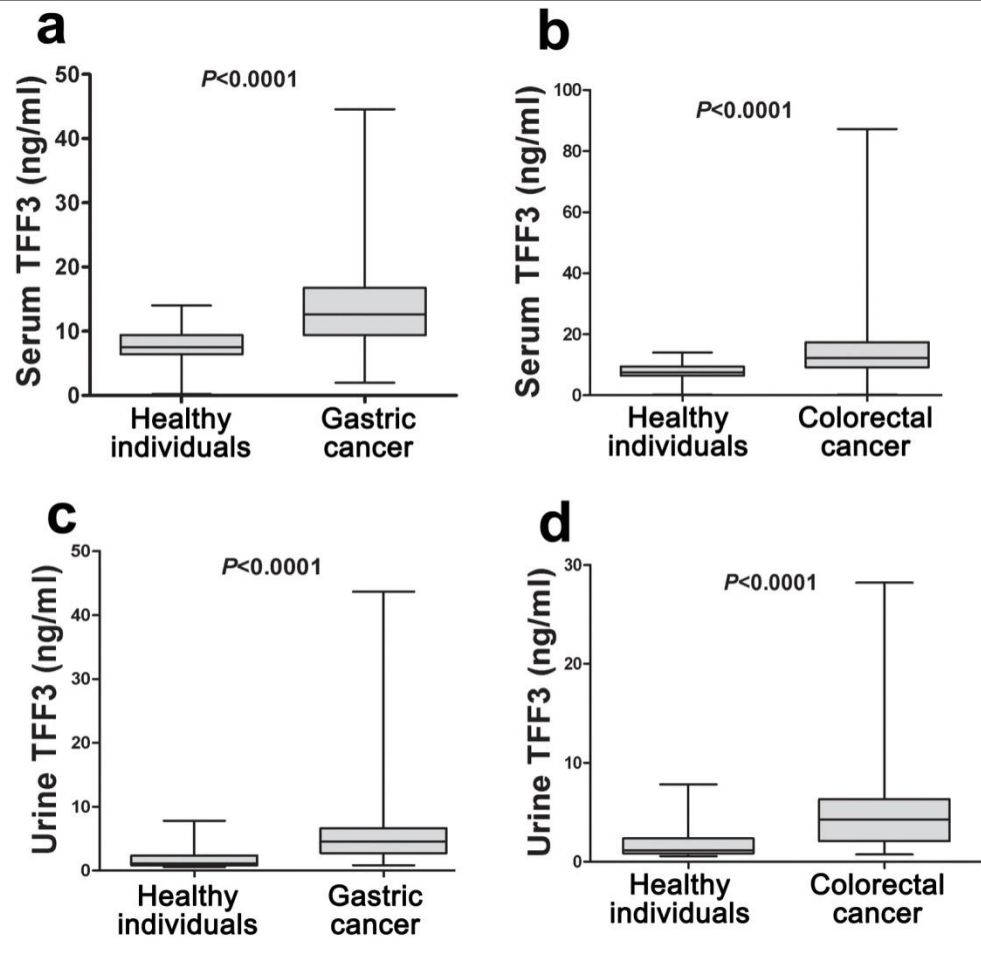 a
P<0.0001
Serum TFF3 (ng/ml)
50
40
30
20
10
0
Healthy
individuals
Gastric
cancer
b
P<0.0001
Serum TFF3 (ng/ml)
100
80
60
40
20
0
Healthy
individuals
Colorectal
cancer
c
P<0.0001
Urine TFF3 (ng/ml)
50
40
30
20
10
0
Healthy
individuals
Gastric
cancer
d
P<0.0001
Urine TFF3 (ng/ml)
30
20
10
0
Healthy
individuals
Colorectal
cancer